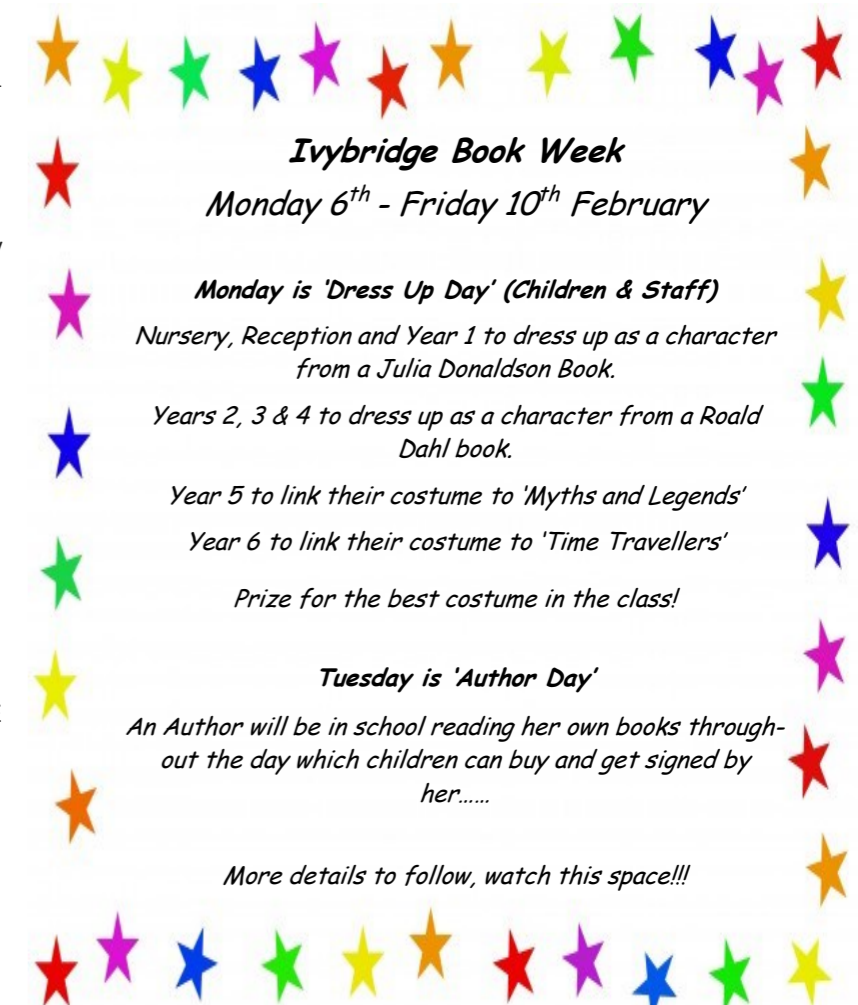 Ivybridge Book Week
Monday 6th - Friday 10th February
Monday is ‘Dress Up Day’ (Children & Staff)
Nursery, Reception and Year 1 to dress up as a character
from a Julia Donaldson Book.
Years 2, 3 & 4 to dress up as a character from a Roald
Dahl book.
Year 5 to link their costume to ‘Myths and Legends’
Year 6 to link their costume to ‘Time Travellers’
Prize for the best costume in the class!
Tuesday is ‘Author Day’
An Author will be in school reading her own books through-
out the day which children can buy and get signed by
her……
More details to follow, watch this space!!!